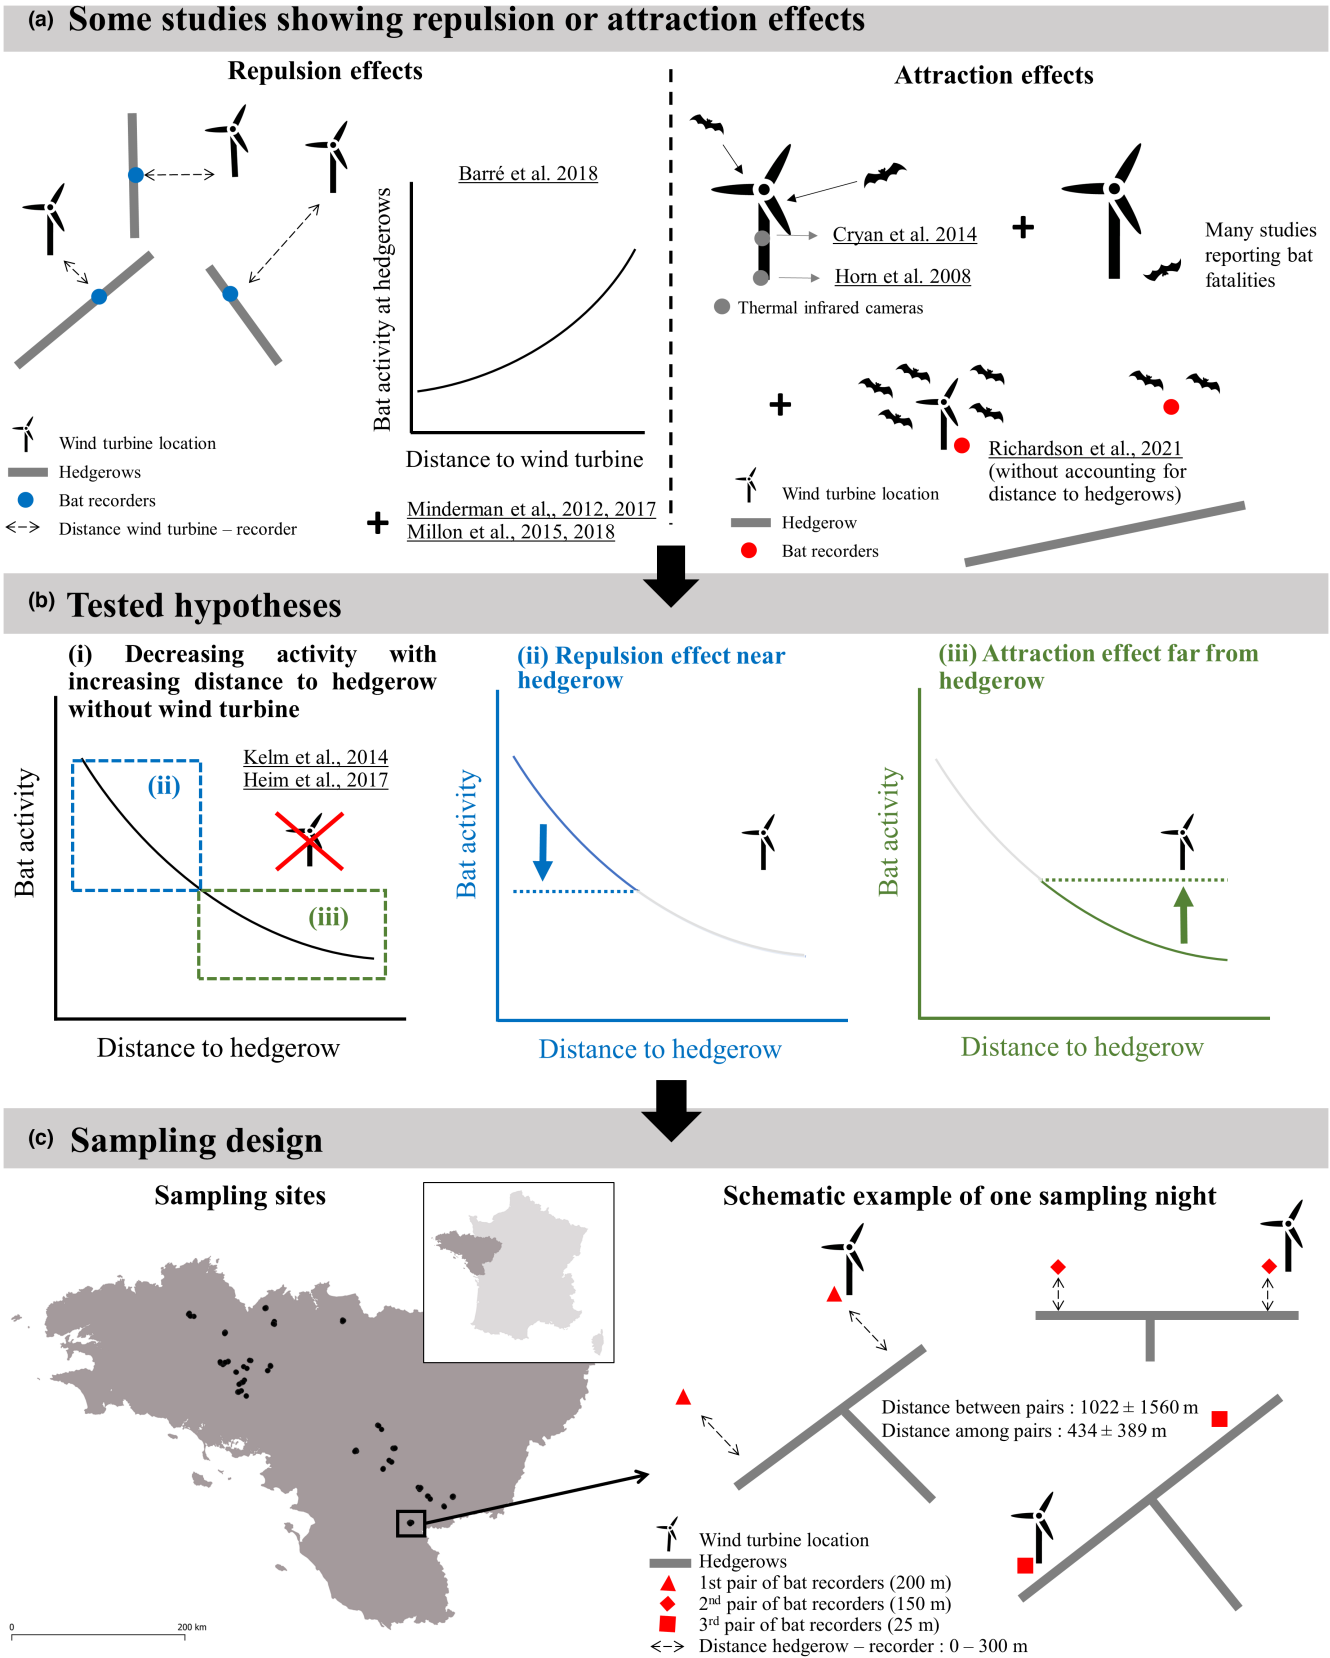 (a) Some studies showing repulsion or attraction effects
Repulsion effects
Barré et al. 2018
Bat activity at hedgerows
Distance to wind turbine
Wind turbine location
Hedgerows
Bat recorders
Distance wind turbine – recorder
+
Minderman et al,, 2012, 2017
Millon et al., 2015, 2018
Attraction effects
Cryan et al. 2014
Horn et al. 2008
Thermal infrared cameras
+
Many studies
reporting bat
fatalities
+
Richardson et al., 2021
(without accounting for
distance to hedgerows)
Wind turbine location
Hedgerow
Bat recorders
(b) Tested hypotheses
(i) Decreasing activity with
increasing distance to hedgerow
without wind turbine
Kelm et al., 2014
Heim et al., 2017
(ii)
(iii)
Bat activity
Distance to hedgerow
(ii) Repulsion effect near
hedgerow
Bat activity
Distance to hedgerow
(iii) Attraction effect far from
hedgerow
Bat activity
Distance to hedgerow
(c) Sampling design
Sampling sites
0 200 km
Schematic example of one sampling night
Distance between pairs : 1022 ± 1560 m
Distance among pairs : 434 ± 389 m
Wind turbine location
Hedgerows
1st pair of bat recorders (200 m)
2nd pair of bat recorders (150 m)
3rd pair of bat recorders (25 m)
Distance hedgerow – recorder : 0 – 300 m